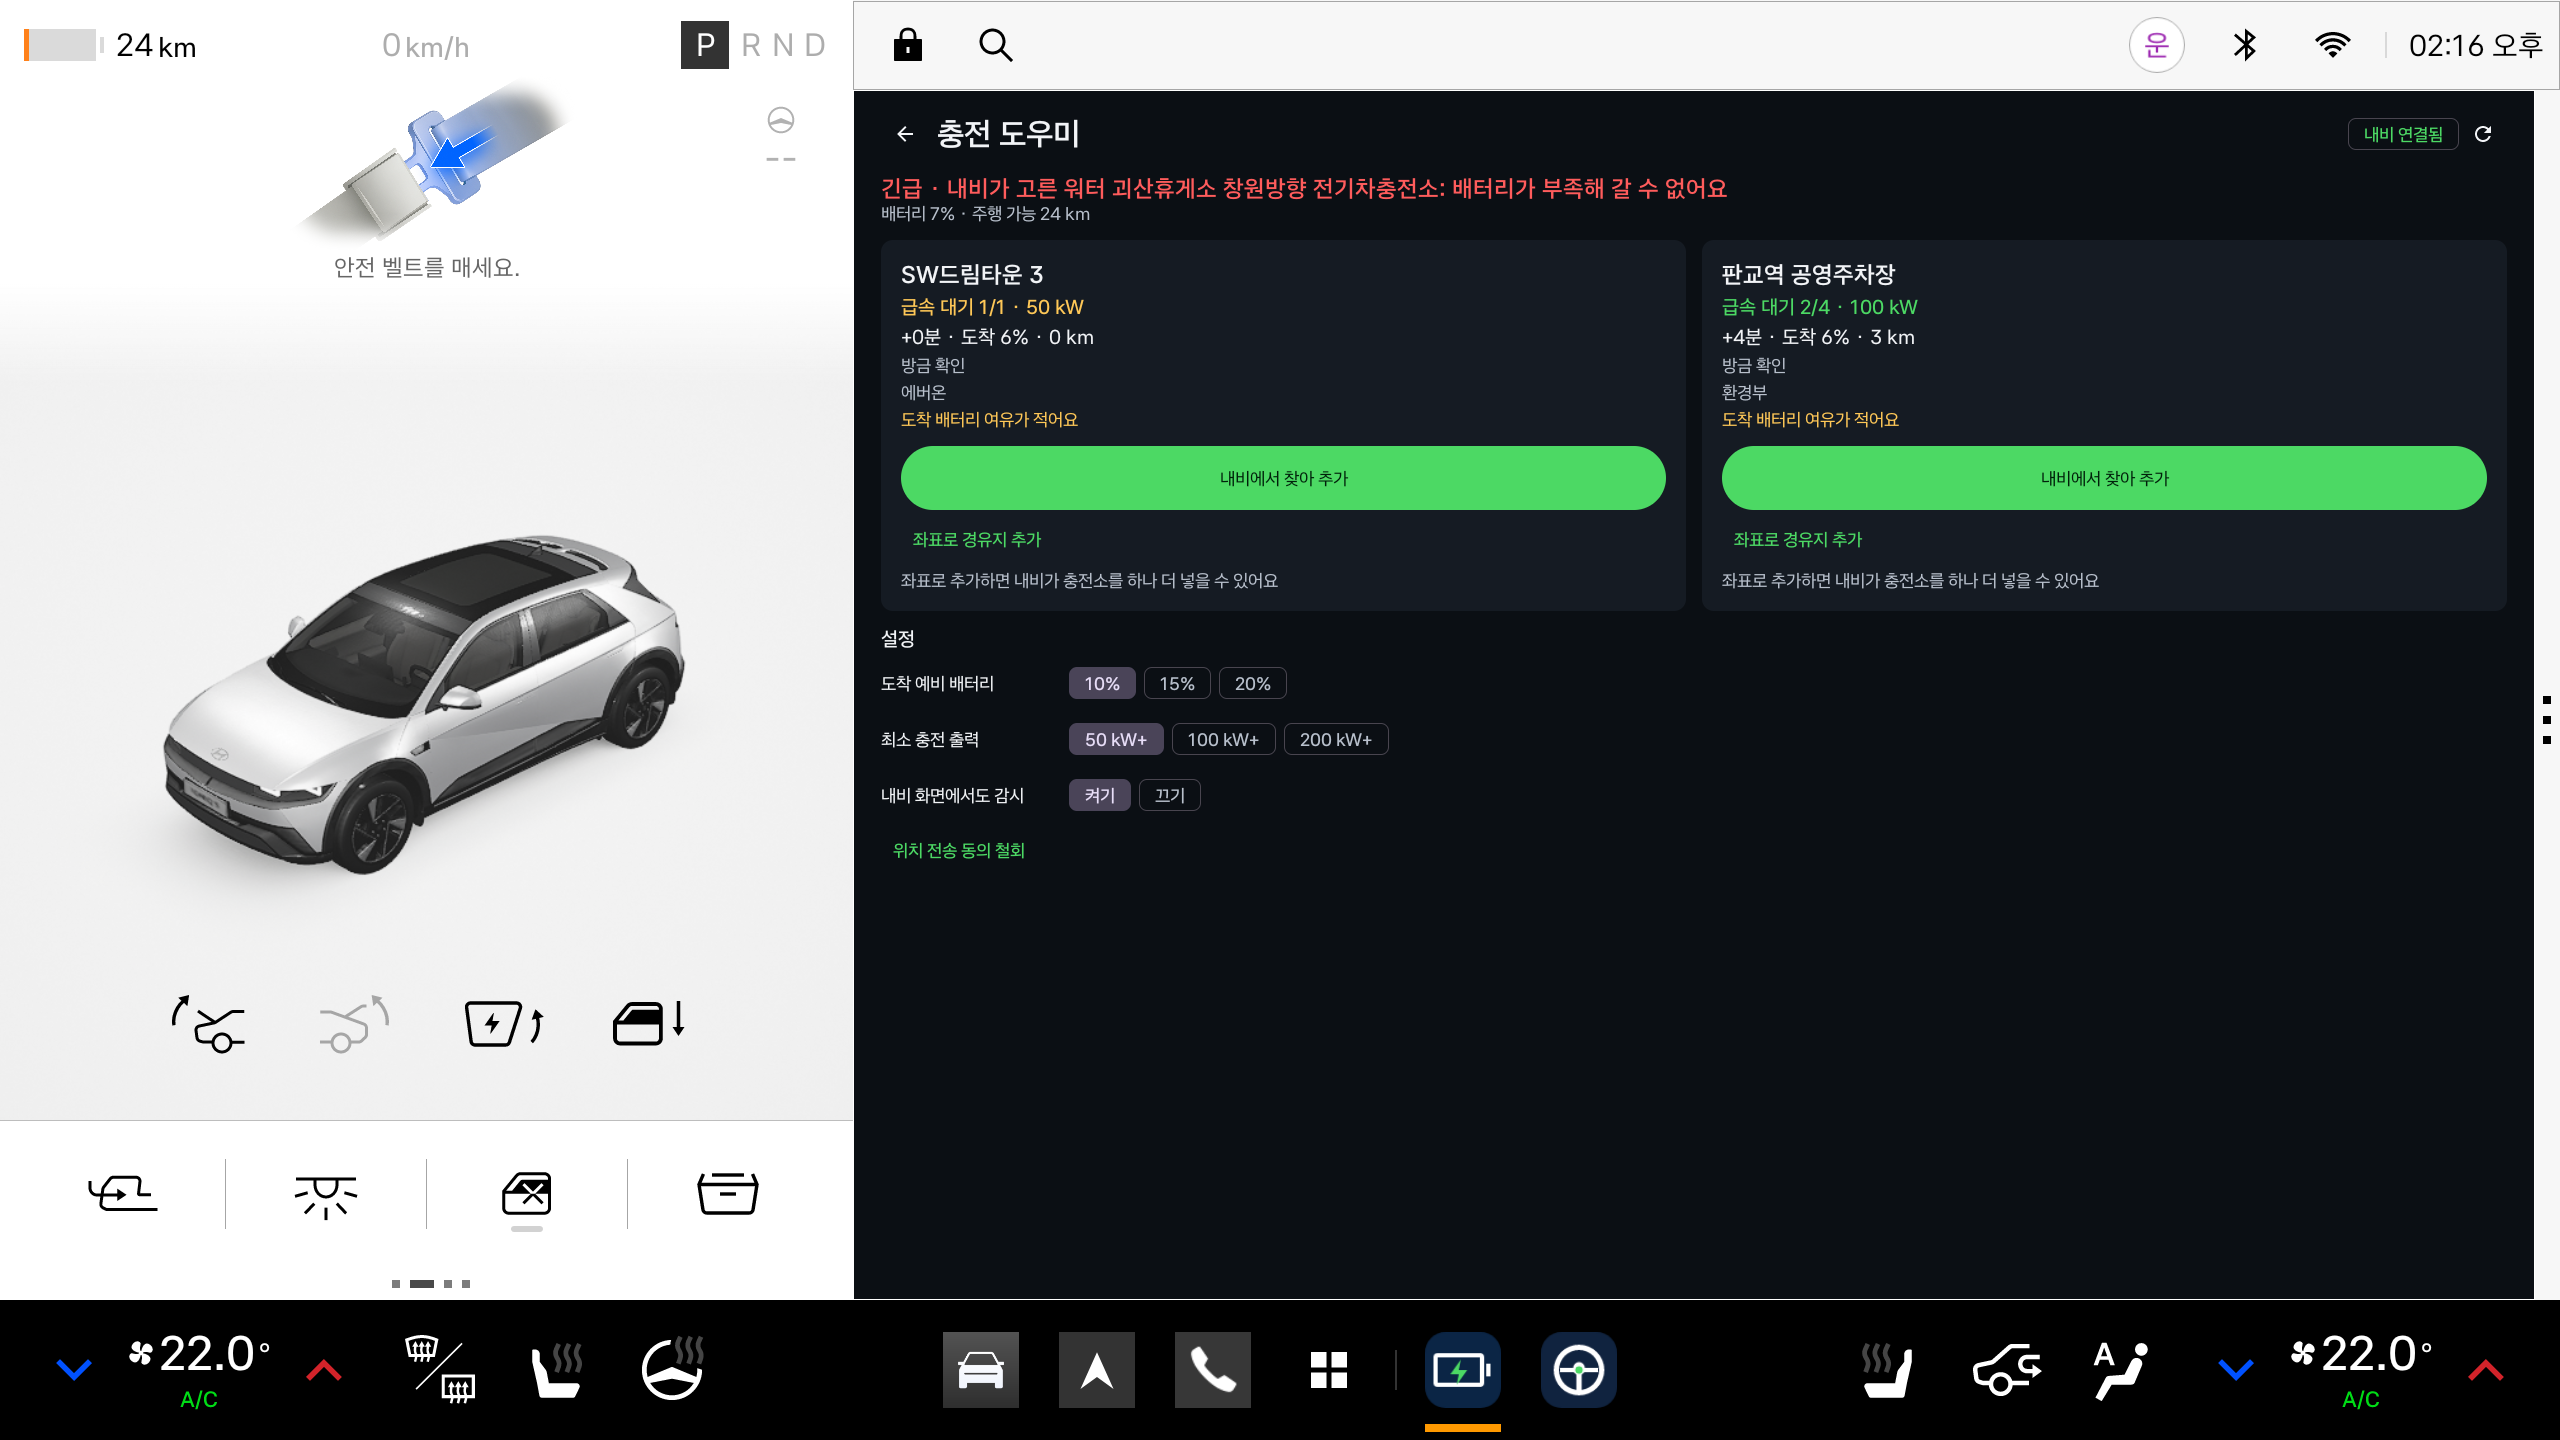 24 km
0 km/h
P R N D
운
02:16 오후
안전 벨트를 매세요.
충전 도우미
내비 연결됨
긴급 · 내비가 고른 워터 괴산휴게소 창원방향 전기차충전소: 배터리가 부족해 갈 수 없어요
배터리 7% · 주행 가능 24 km
SW드림타운 3
급속 대기 1/1 · 50 kW
+0분 · 도착 6% · 0 km
방금 확인
에버온
도착 배터리 여유가 적어요
내비에서 찾아 추가
좌표로 경유지 추가
좌표로 추가하면 내비가 충전소를 하나 더 넣을 수 있어요
판교역 공영주차장
급속 대기 2/4 · 100 kW
+4분 · 도착 6% · 3 km
방금 확인
환경부
도착 배터리 여유가 적어요
내비에서 찾아 추가
좌표로 경유지 추가
좌표로 추가하면 내비가 충전소를 하나 더 넣을 수 있어요
설정
도착 예비 배터리 10% 15% 20%
최소 충전 출력 50 kW+ 100 kW+ 200 kW+
내비 화면에서도 감시 켜기 끄기
위치 전송 동의 철회
22.0°
A/C
A
22.0°
A/C